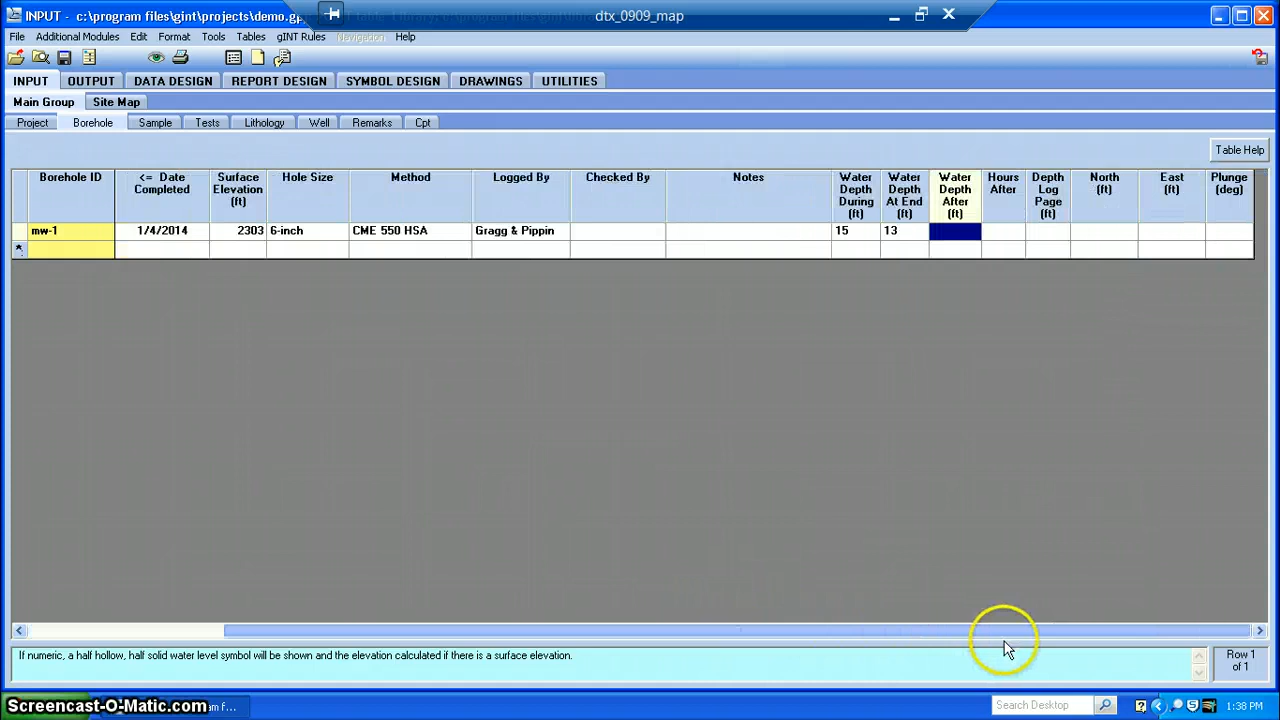 INPUT - c:\program files\gint\projects\demo.gp
dtx_0909_map
File Additional Modules Edit Format Tools Tables gINT Rules Navigation Help
INPUT OUTPUT DATA DESIGN REPORT DESIGN SYMBOL DESIGN DRAWINGS UTILITIES
Main Group Site Map
Project Borehole Sample Tests Lithology Well Remarks Cpt
Table Help
Borehole ID
<= Date Completed
Surface Elevation (ft)
Hole Size
Method
Logged By
Checked By
Notes
Water Depth During (ft)
Water Depth At End (ft)
Water Depth After (ft)
Hours After
Depth Log Page (ft)
North (ft)
East (ft)
Plunge (deg)
mw-1 1/4/2014 2303 6-inch CME 550 HSA Gragg & Pippin 15 13
If numeric, a half hollow, half solid water level symbol will be shown and the elevation calculated if there is a surface elevation.
Row 1 of 1
Screencast-O-Matic.com
am f...
Search Desktop
1:38 PM